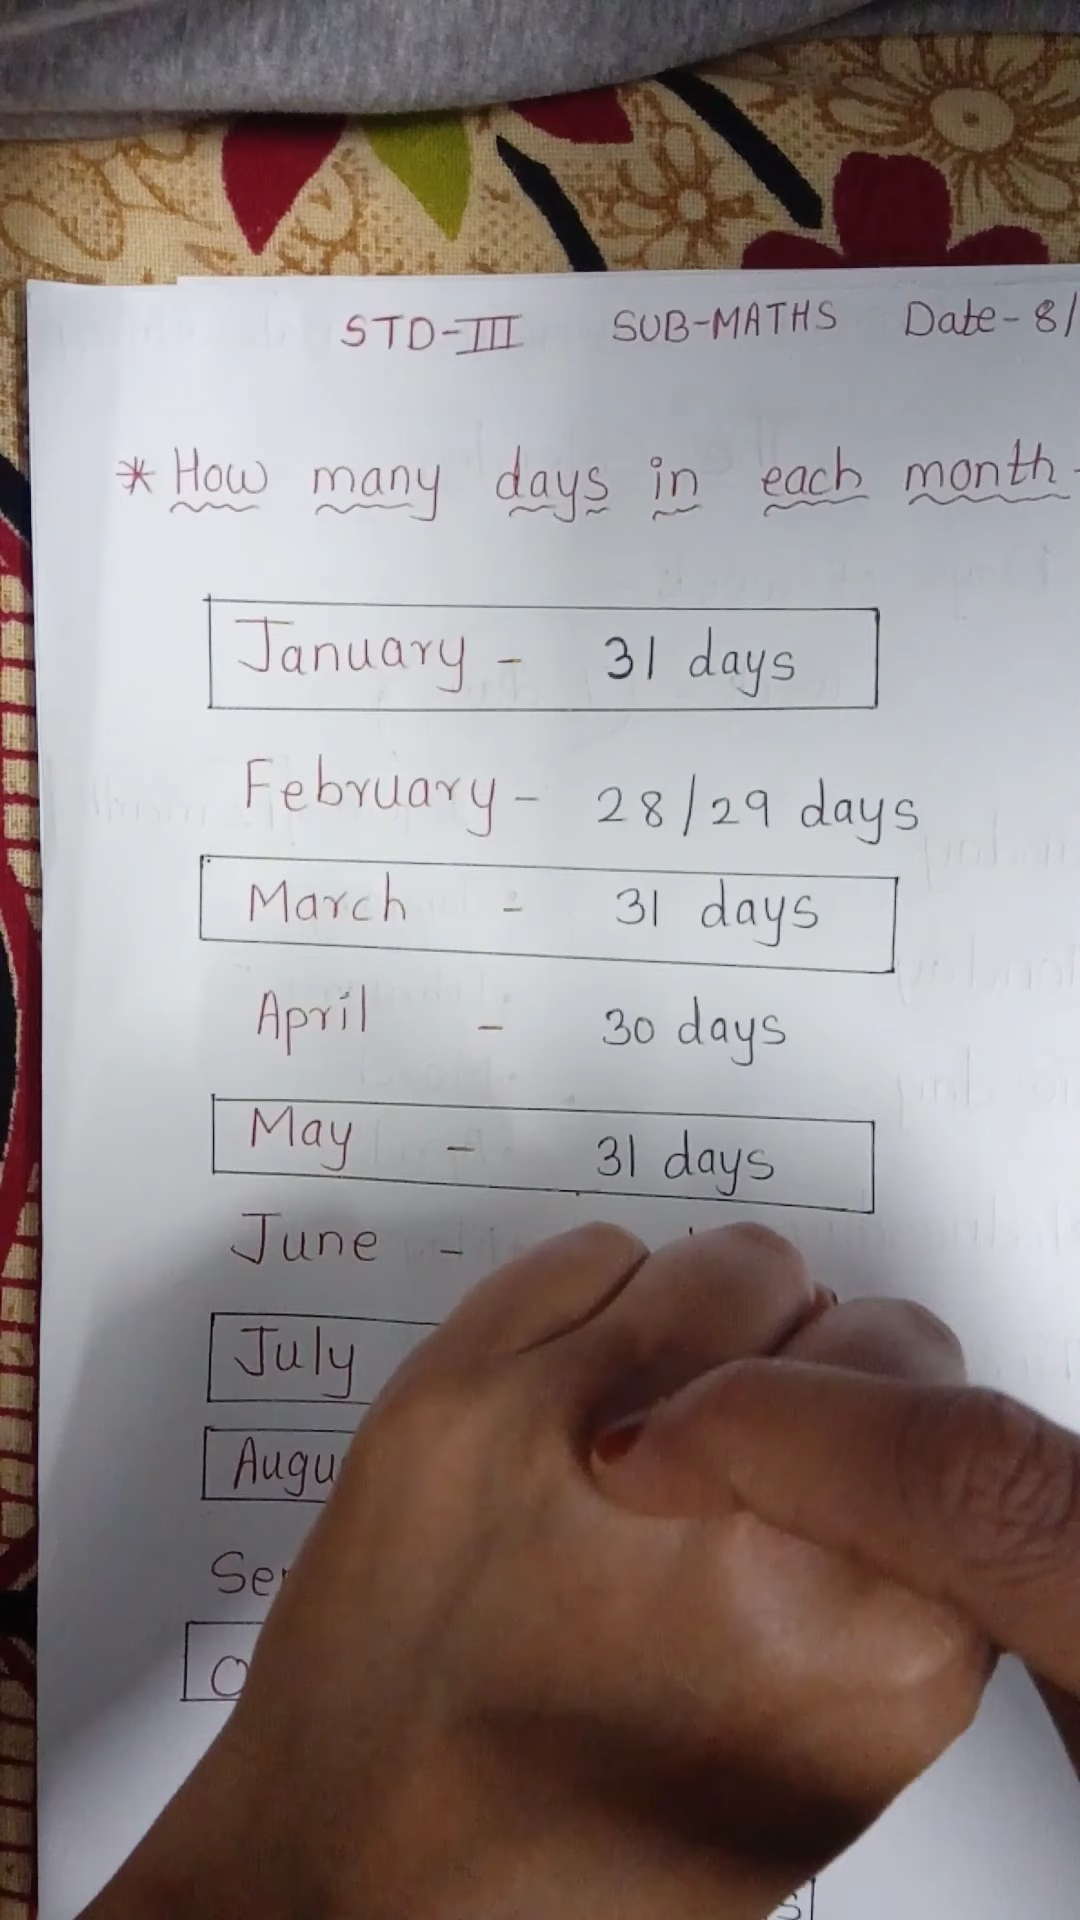 STD-III SUB-MATHS Date-8/
* How many days in each month-
January - 31 days
February - 28/29 days
March - 31 days
April - 30 days
May - 31 days
June -
July